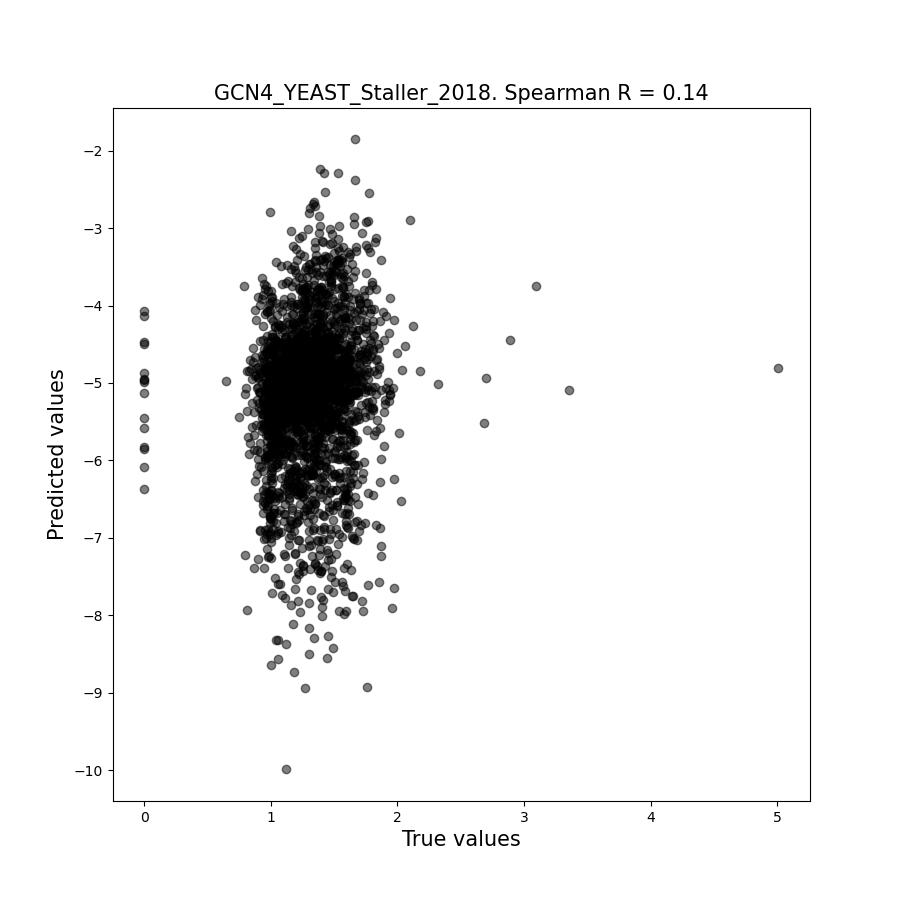 GCN4_YEAST_Staller_2018. Spearman R = 0.14
Predicted values
−2
−3
−4
−5
−6
−7
−8
−9
−10
0 1 2 3 4 5
True values